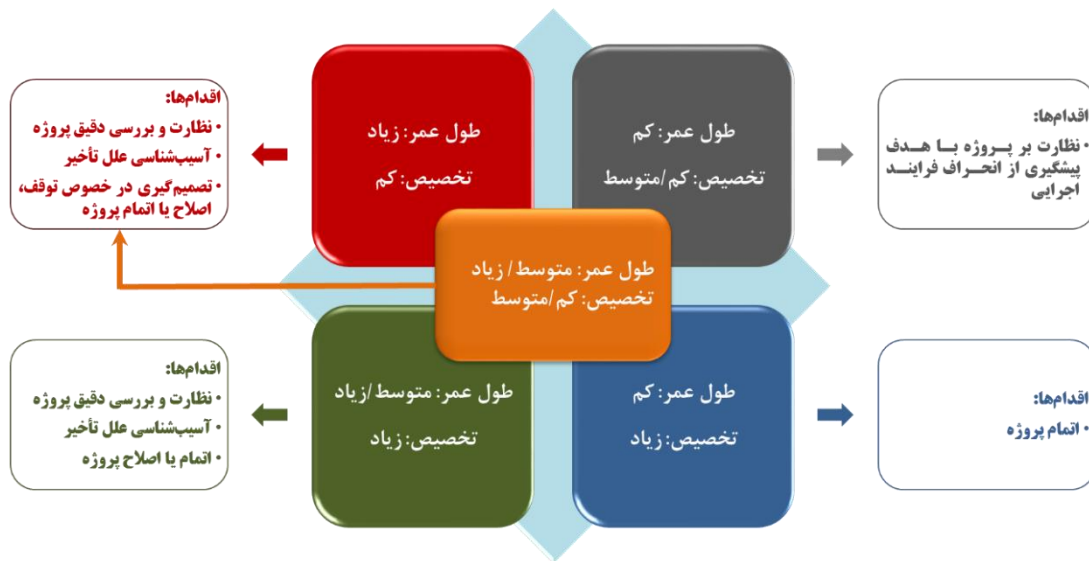 اقدام‌ها:
• نظارت بر پروژه با هدف
پیشگیری از انحراف فرایند
اجرایی
طول عمر: کم
تخصیص: کم/متوسط
طول عمر: زیاد
تخصیص: کم
اقدام‌ها:
• نظارت و بررسی دقیق پروژه
• آسیب‌شناسی علل تأخیر
• تصمیم‌گیری در خصوص توقف،
اصلاح یا اتمام پروژه
طول عمر: متوسط/ زیاد
تخصیص: کم/متوسط
اقدام‌ها:
• اتمام پروژه
طول عمر: کم
تخصیص: زیاد
طول عمر: متوسط/زیاد
تخصیص: زیاد
اقدام‌ها:
• نظارت و بررسی دقیق پروژه
• آسیب‌شناسی علل تأخیر
• اتمام یا اصلاح پروژه